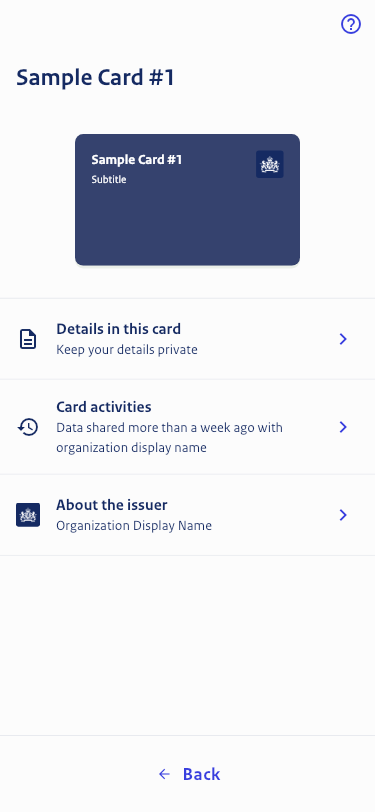 Sample Card #1
Sample Card #1
Subtitle
Details in this card
Keep your details private
Card activities
Data shared more than a week ago with
organization display name
About the issuer
Organization Display Name
Back